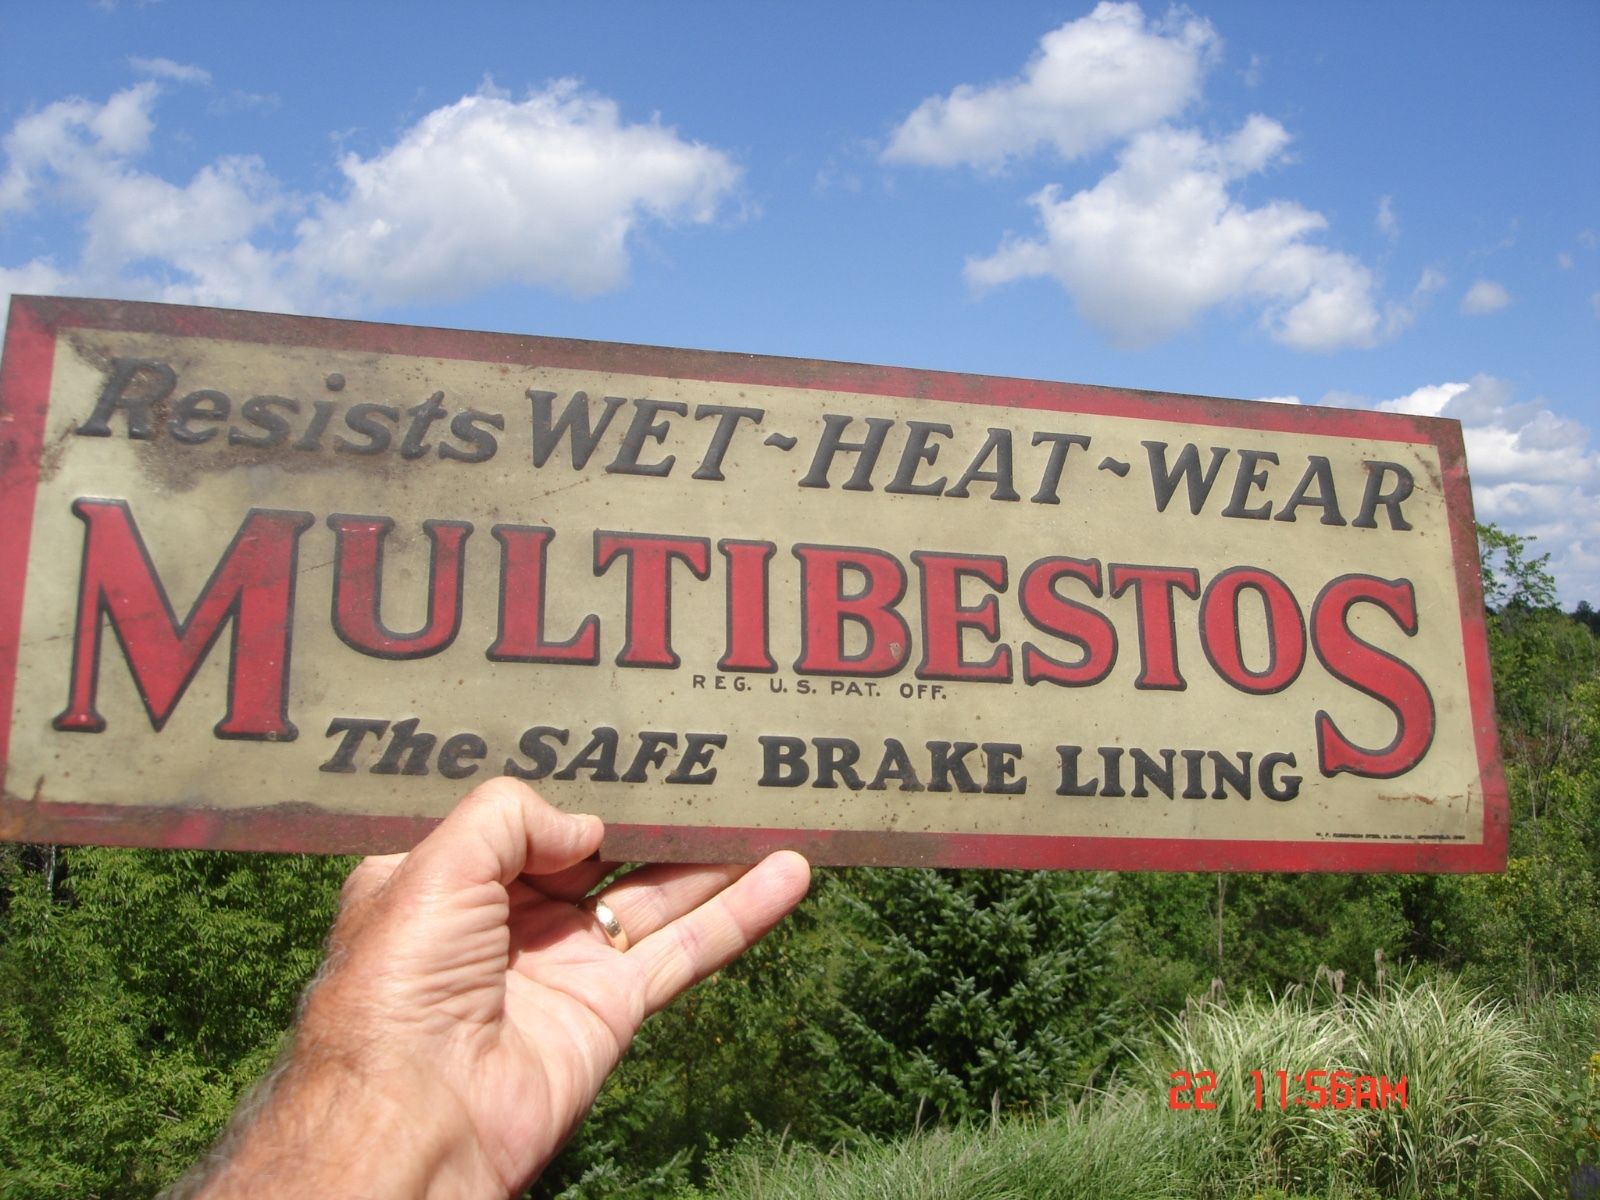 Resists WET~HEAT~WEAR
MULTIBESTOS
REG. U.S. PAT. OFF.
The SAFE BRAKE LINING
22 11:56AM